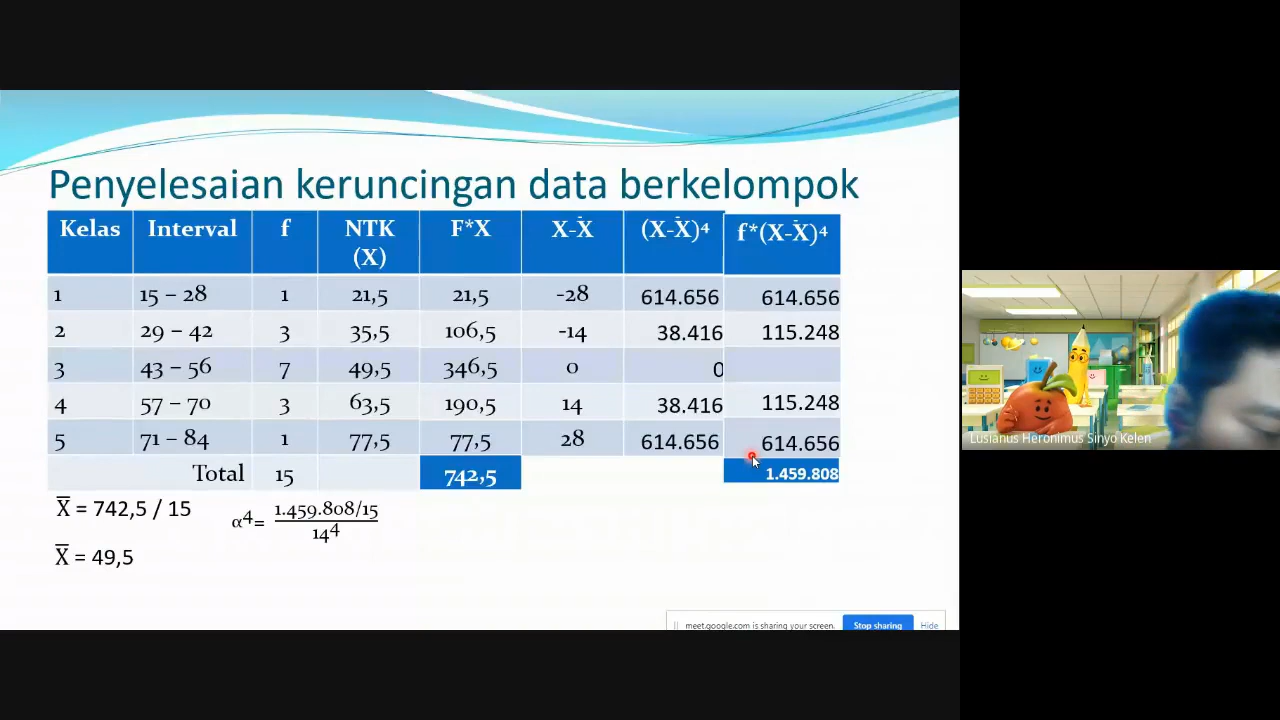 Penyelesaian keruncingan data berkelompok
Kelas Interval f NTK (X) F*X X-Ẋ (X-Ẋ)⁴ f*(X-Ẋ)⁴
1 15 – 28 1 21,5 21,5 -28 614.656 614.656
2 29 – 42 3 35,5 106,5 -14 38.416 115.248
3 43 – 56 7 49,5 346,5 0 0
4 57 – 70 3 63,5 190,5 14 38.416 115.248
5 71 – 84 1 77,5 77,5 28 614.656 614.656
Total 15 742,5 1.459.808
X̅ = 742,5 / 15
α⁴= 1.459.808/15
14⁴
X̅ = 49,5
meet.google.com is sharing your screen. Stop sharing Hide
Lusianus Heronimus Sinyo Kelen